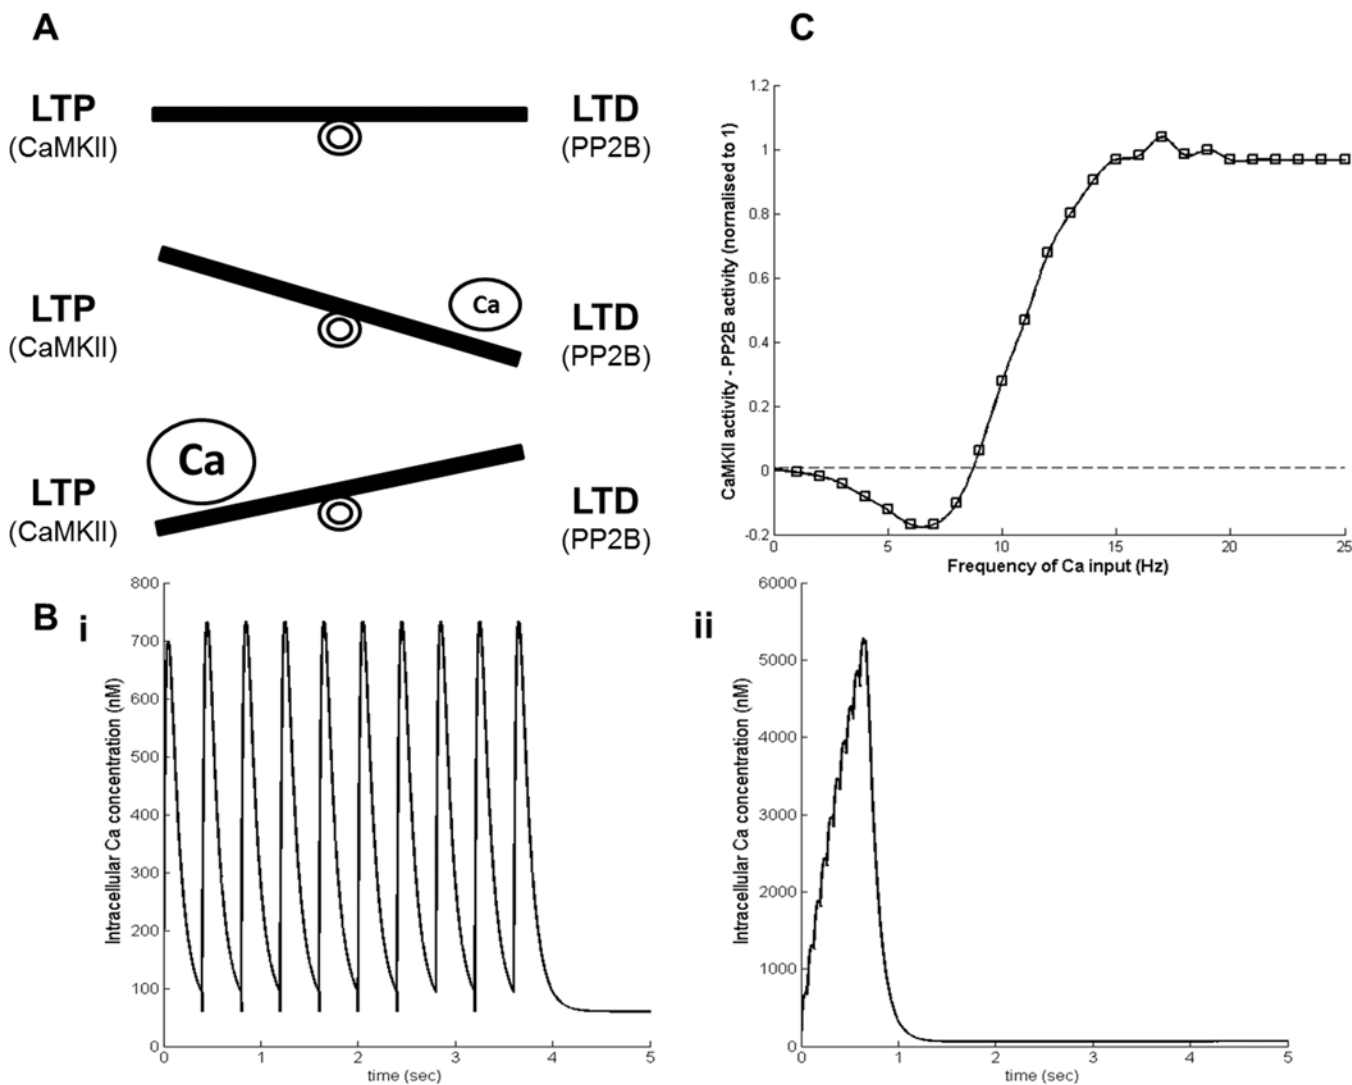 A
LTP
(CaMKII)
LTD
(PP2B)
LTP
(CaMKII)
Ca
LTD
(PP2B)
Ca
LTP
(CaMKII)
LTD
(PP2B)
C
CaMKII activity - PP2B activity (nornalised to 1)
1.2
1
0.8
0.6
0.4
0.2
0
-0.2
0
5
10
15
20
25
Frequency of Ca input (Hz)
B i
Intracellular Ca concentration (nM)
800
700
600
500
400
300
200
100
0
0
1
2
3
4
5
time (sec)
ii
Intracellular Ca concentration (nM)
6000
5000
4000
3000
2000
1000
0
0
1
2
3
4
5
time (sec)